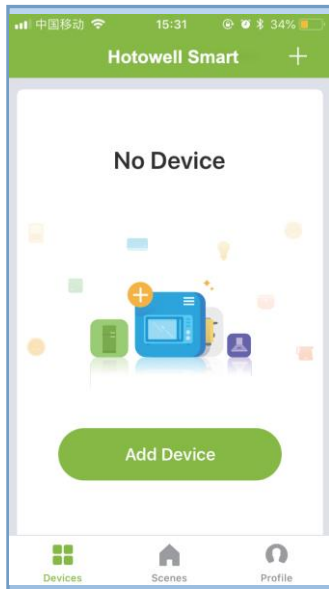 中国移动 15:31 34%
Hotowell Smart +
No Device
Add Device
Devices Scenes Profile